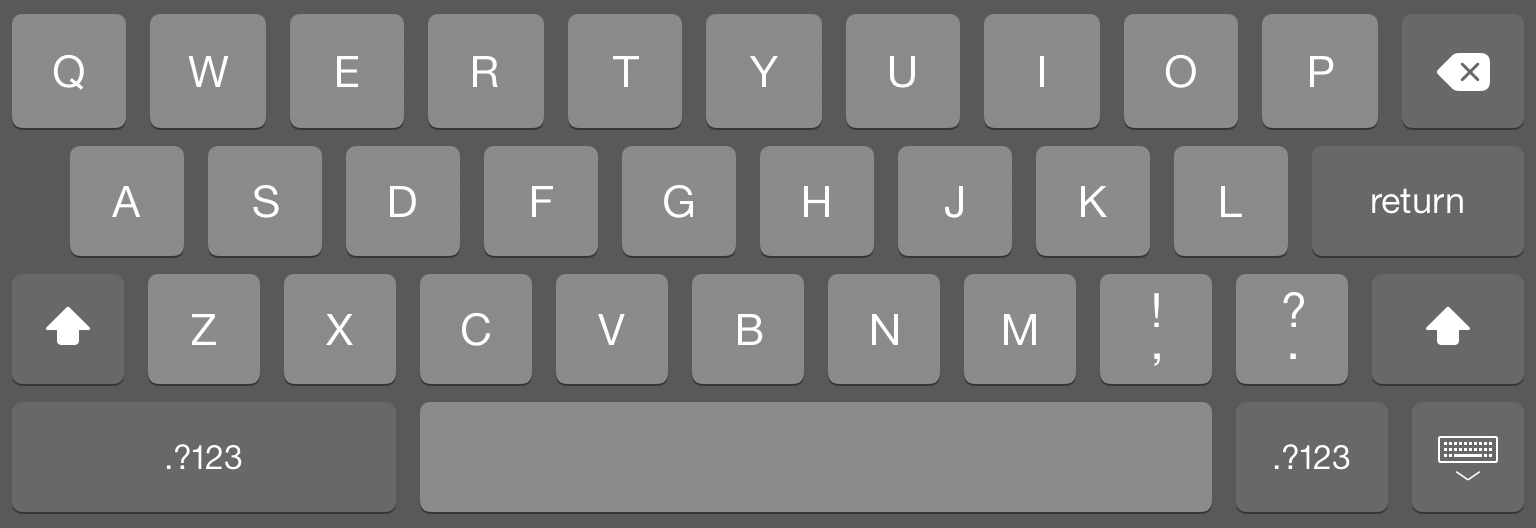 Q W E R T Y U I O P
A S D F G H J K L return
Z X C V B N M ! ?
, .
.?123 .?123